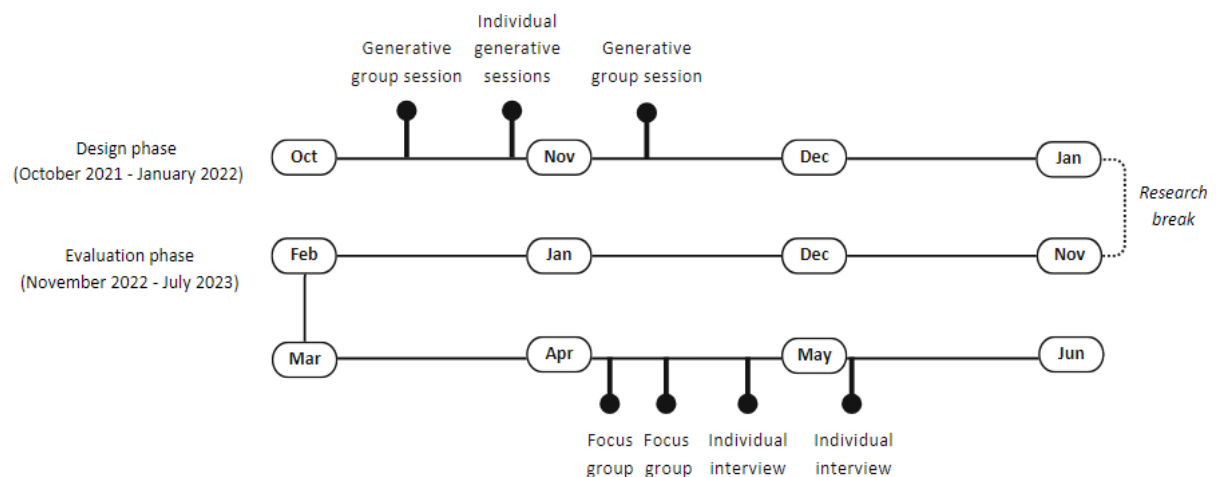 Generative
group session
Individual
generative
sessions
Generative
group session
Design phase
(October 2021 - January 2022)
Oct
Nov
Dec
Jan
Research
break
Evaluation phase
(November 2022 - July 2023)
Feb
Jan
Dec
Nov
Mar
Apr
May
Jun
Focus
group
Focus
group
Individual
interview
Individual
interview